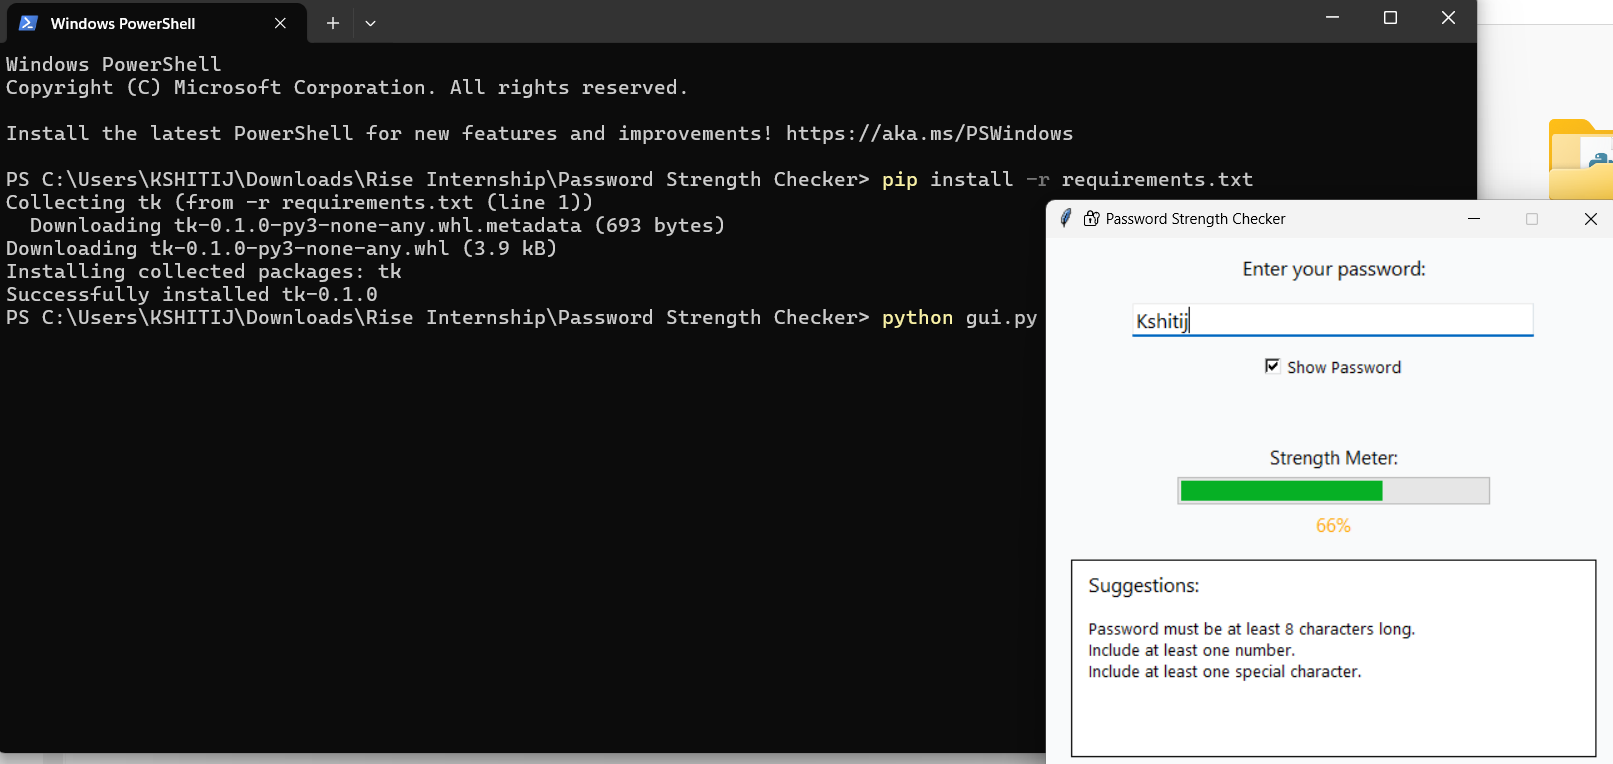 Windows PowerShell
Windows PowerShell
Copyright (C) Microsoft Corporation. All rights reserved.
Install the latest PowerShell for new features and improvements! https://aka.ms/PSWindows
PS C:\Users\KSHITIJ\Downloads\Rise Internship\Password Strength Checker> pip install -r requirements.txt
Collecting tk (from -r requirements.txt (line 1))
  Downloading tk-0.1.0-py3-none-any.whl.metadata (693 bytes)
Downloading tk-0.1.0-py3-none-any.whl (3.9 kB)
Installing collected packages: tk
Successfully installed tk-0.1.0
PS C:\Users\KSHITIJ\Downloads\Rise Internship\Password Strength Checker> python gui.py
Password Strength Checker
Enter your password:
Kshitij
Show Password
Strength Meter:
66%
Suggestions:
Password must be at least 8 characters long.
Include at least one number.
Include at least one special character.